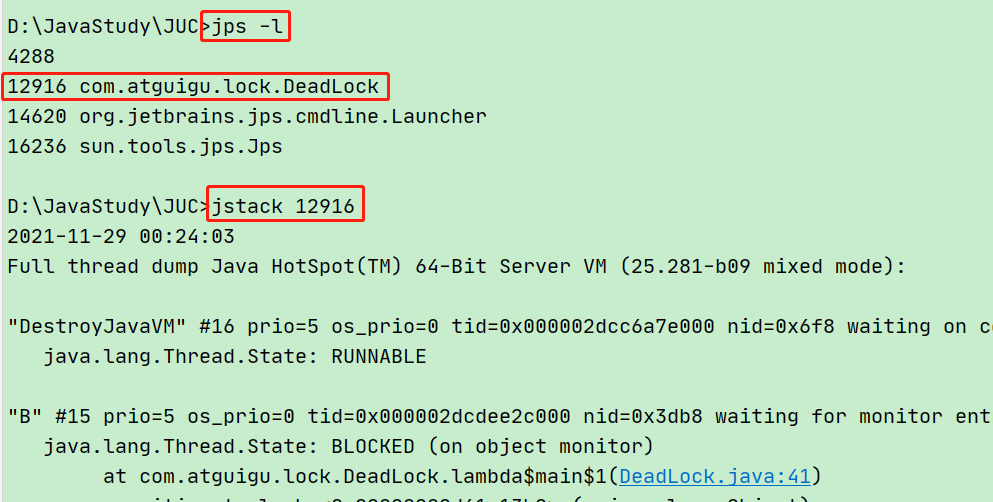 D:\JavaStudy\JUC>jps -l
4288
12916 com.atguigu.lock.DeadLock
14620 org.jetbrains.jps.cmdline.Launcher
16236 sun.tools.jps.Jps
D:\JavaStudy\JUC>jstack 12916
2021-11-29 00:24:03
Full thread dump Java HotSpot(TM) 64-Bit Server VM (25.281-b09 mixed mode):
"DestroyJavaVM" #16 prio=5 os_prio=0 tid=0x000002dcc6a7e000 nid=0x6f8 waiting on
java.lang.Thread.State: RUNNABLE
"B" #15 prio=5 os_prio=0 tid=0x000002dcdee2c000 nid=0x3db8 waiting for monitor ent
java.lang.Thread.State: BLOCKED (on object monitor)
at com.atguigu.lock.DeadLock.lambda$main$1(DeadLock.java:41)